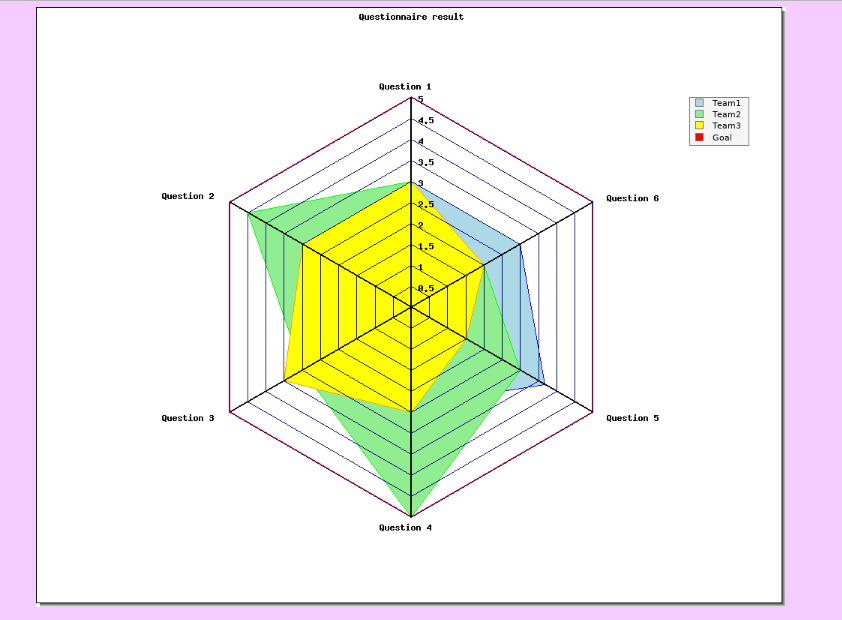 Questionnaire result
Question 1
5
4.5
4
3.5
3
2.5
2
1.5
1
0.5
Team1
Team2
Team3
Goal
Question 2
Question 6
Question 3
Question 5
Question 4